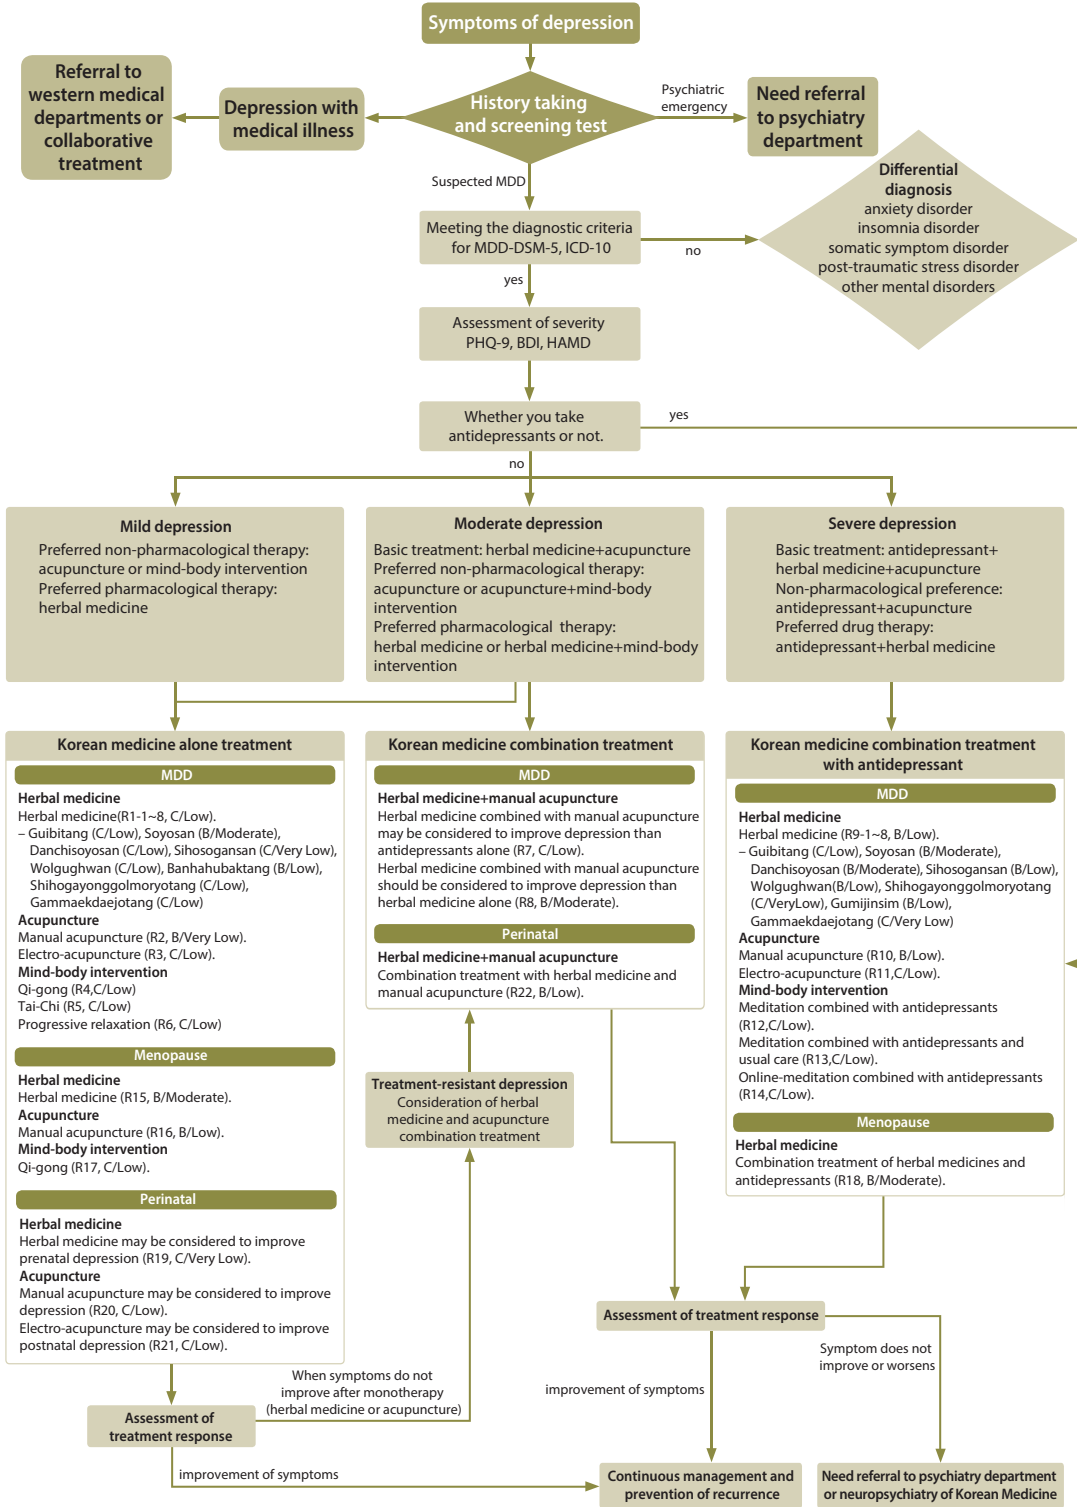 Symptoms of depression
Referral to
western medical
departments or
collaborative
treatment
Depression with
medical illness
History taking
and screening test
Psychiatric
emergency
Need referral
to psychiatry
department
Differential
diagnosis
anxiety disorder
insomnia disorder
somatic symptom disorder
post-traumatic stress disorder
other mental disorders
Suspected MDD
Meeting the diagnostic criteria
for MDD-DSM-5, ICD-10
no
yes
Assessment of severity
PHQ-9, BDI, HAMD
Whether you take
antidepressants or not.
yes
no
Mild depression
Preferred non-pharmacological therapy:
acupuncture or mind-body intervention
Preferred pharmacological therapy:
herbal medicine
Moderate depression
Basic treatment: herbal medicine+acupuncture
Preferred non-pharmacological therapy:
acupuncture or acupuncture+mind-body
intervention
Preferred pharmacological therapy:
herbal medicine or herbal medicine+mind-body
intervention
Severe depression
Basic treatment: antidepressant+
herbal medicine+acupuncture
Non-pharmacological preference:
antidepressant+acupuncture
Preferred drug therapy:
antidepressant+herbal medicine
Korean medicine alone treatment
MDD
Herbal medicine
Herbal medicine(R1-1~8, C/Low).
– Guibitang (C/Low), Soyosan (B/Moderate),
Danchisoyosan (C/Low), Sihosogansan (C/Very Low),
Wolgughwan (C/Low), Banhahubaktang (B/Low),
Shihogayonggolmoryotang (C/Low),
Gammaekdaejotang (C/Low)
Acupuncture
Manual acupuncture (R2, B/Very Low).
Electro-acupuncture (R3, C/Low).
Mind-body intervention
Qi-gong (R4,C/Low)
Tai-Chi (R5, C/Low)
Progressive relaxation (R6, C/Low)
Menopause
Herbal medicine
Herbal medicine (R15, B/Moderate).
Acupuncture
Manual acupuncture (R16, B/Low).
Mind-body intervention
Qi-gong (R17, C/Low).
Perinatal
Herbal medicine
Herbal medicine may be considered to improve
prenatal depression (R19, C/Very Low).
Acupuncture
Manual acupuncture may be considered to improve
depression (R20, C/Low).
Electro-acupuncture may be considered to improve
postnatal depression (R21, C/Low).
Korean medicine combination treatment
MDD
Herbal medicine+manual acupuncture
Herbal medicine combined with manual acupuncture
may be considered to improve depression than
antidepressants alone (R7, C/Low).
Herbal medicine combined with manual acupuncture
should be considered to improve depression than
herbal medicine alone (R8, B/Moderate).
Perinatal
Herbal medicine+manual acupuncture
Combination treatment with herbal medicine and
manual acupuncture (R22, B/Low).
Treatment-resistant depression
Consideration of herbal
medicine and acupuncture
combination treatment
Korean medicine combination treatment
with antidepressant
MDD
Herbal medicine
Herbal medicine (R9-1~8, B/Low).
– Guibitang (C/Low), Soyosan (B/Moderate),
Danchisoyosan (B/Moderate), Sihosogansan (B/Low),
Wolgughwan(B/Low), Shihogayonggolmoryotang
(C/VeryLow), Gumijinsim (B/Low),
Gammaekdaejotang (C/Very Low)
Acupuncture
Manual acupuncture (R10, B/Low).
Electro-acupuncture (R11,C/Low).
Mind-body intervention
Meditation combined with antidepressants
(R12,C/Low).
Meditation combined with antidepressants and
usual care (R13,C/Low).
Online-meditation combined with antidepressants
(R14,C/Low).
Menopause
Herbal medicine
Combination treatment of herbal medicines and
antidepressants (R18, B/Moderate).
Assessment of treatment response
Symptom does not
improve or worsens
improvement of symptoms
When symptoms do not
improve after monotherapy
(herbal medicine or acupuncture)
Assessment of
treatment response
improvement of symptoms
Continuous management and
prevention of recurrence
Need referral to psychiatry department
or neuropsychiatry of Korean Medicine